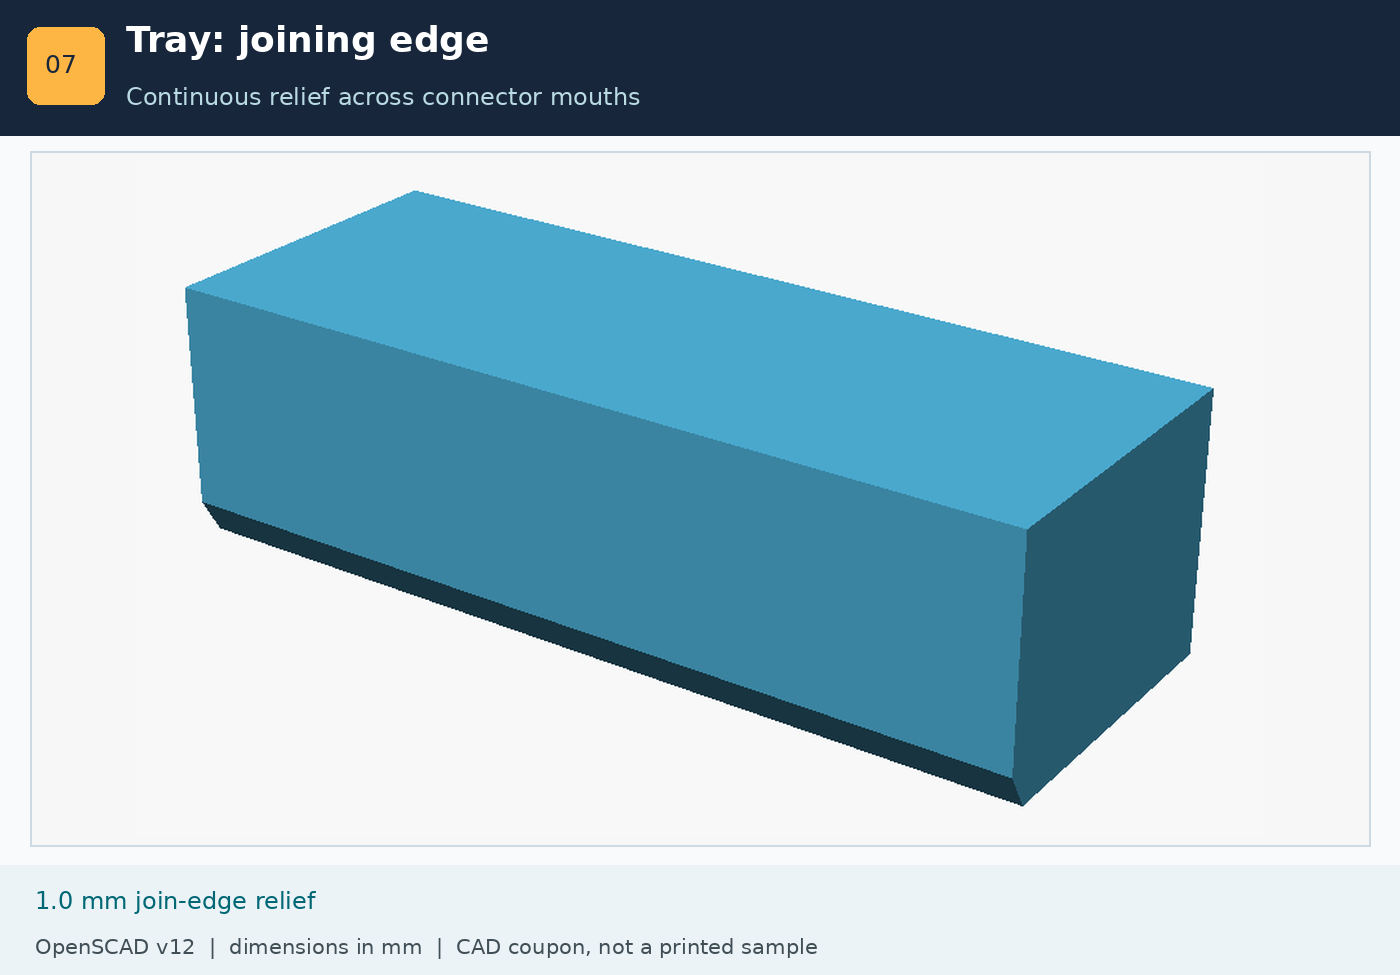 07
Tray: joining edge
Continuous relief across connector mouths
1.0 mm join-edge relief
OpenSCAD v12 | dimensions in mm | CAD coupon, not a printed sample